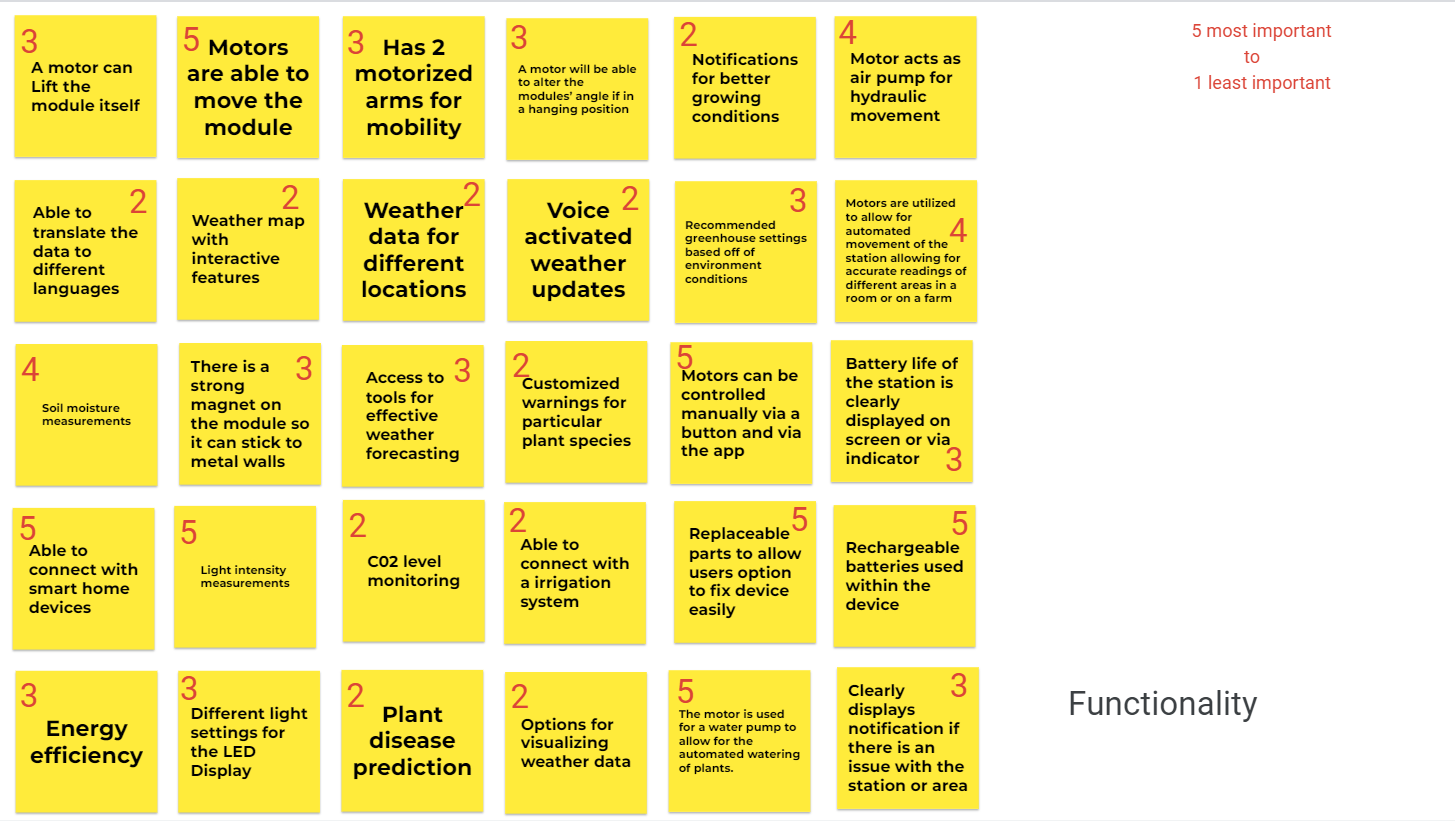 3
A motor can
Lift the
module itself
5
Motors
are able to
move the
module
3
Has 2
motorized
arms for
mobility
3
A motor will be able
to alter the
modules' angle if in
a hanging position
2
Notifications
for better
growing
conditions
4
Motor acts as
air pump for
hydraulic
movement
5 most important
to
1 least important
2
Able to
translate the
data to
different
languages
2
Weather map
with
interactive
features
2
Weather
data for
different
locations
2
Voice
activated
weather
updates
3
Recommended
greenhouse settings
based off of
environment
conditions
4
Motors are utilized
to allow for
automated
movement of the
station allowing for
accurate readings of
different areas in a
room or on a farm
4
Soil moisture
measurements
3
There is a
strong
magnet on
the module so
it can stick to
metal walls
3
Access to
tools for
effective
weather
forecasting
2
Customized
warnings for
particular
plant species
5
Motors can be
controlled
manually via a
button and via
the app
Battery life of
the station is
clearly
displayed on
screen or via
indicator
3
5
Able to
connect with
smart home
devices
5
Light intensity
measurements
2
C02 level
monitoring
2
Able to
connect with
a irrigation
system
5
Replaceable
parts to allow
users option
to fix device
easily
5
Rechargeable
batteries used
within the
device
3
Energy
efficiency
3
Different light
settings for
the LED
Display
2
Plant
disease
prediction
2
Options for
visualizing
weather data
5
The motor is used
for a water pump to
allow for the
automated watering
of plants.
3
Clearly
displays
notification if
there is an
issue with the
station or area
Functionality